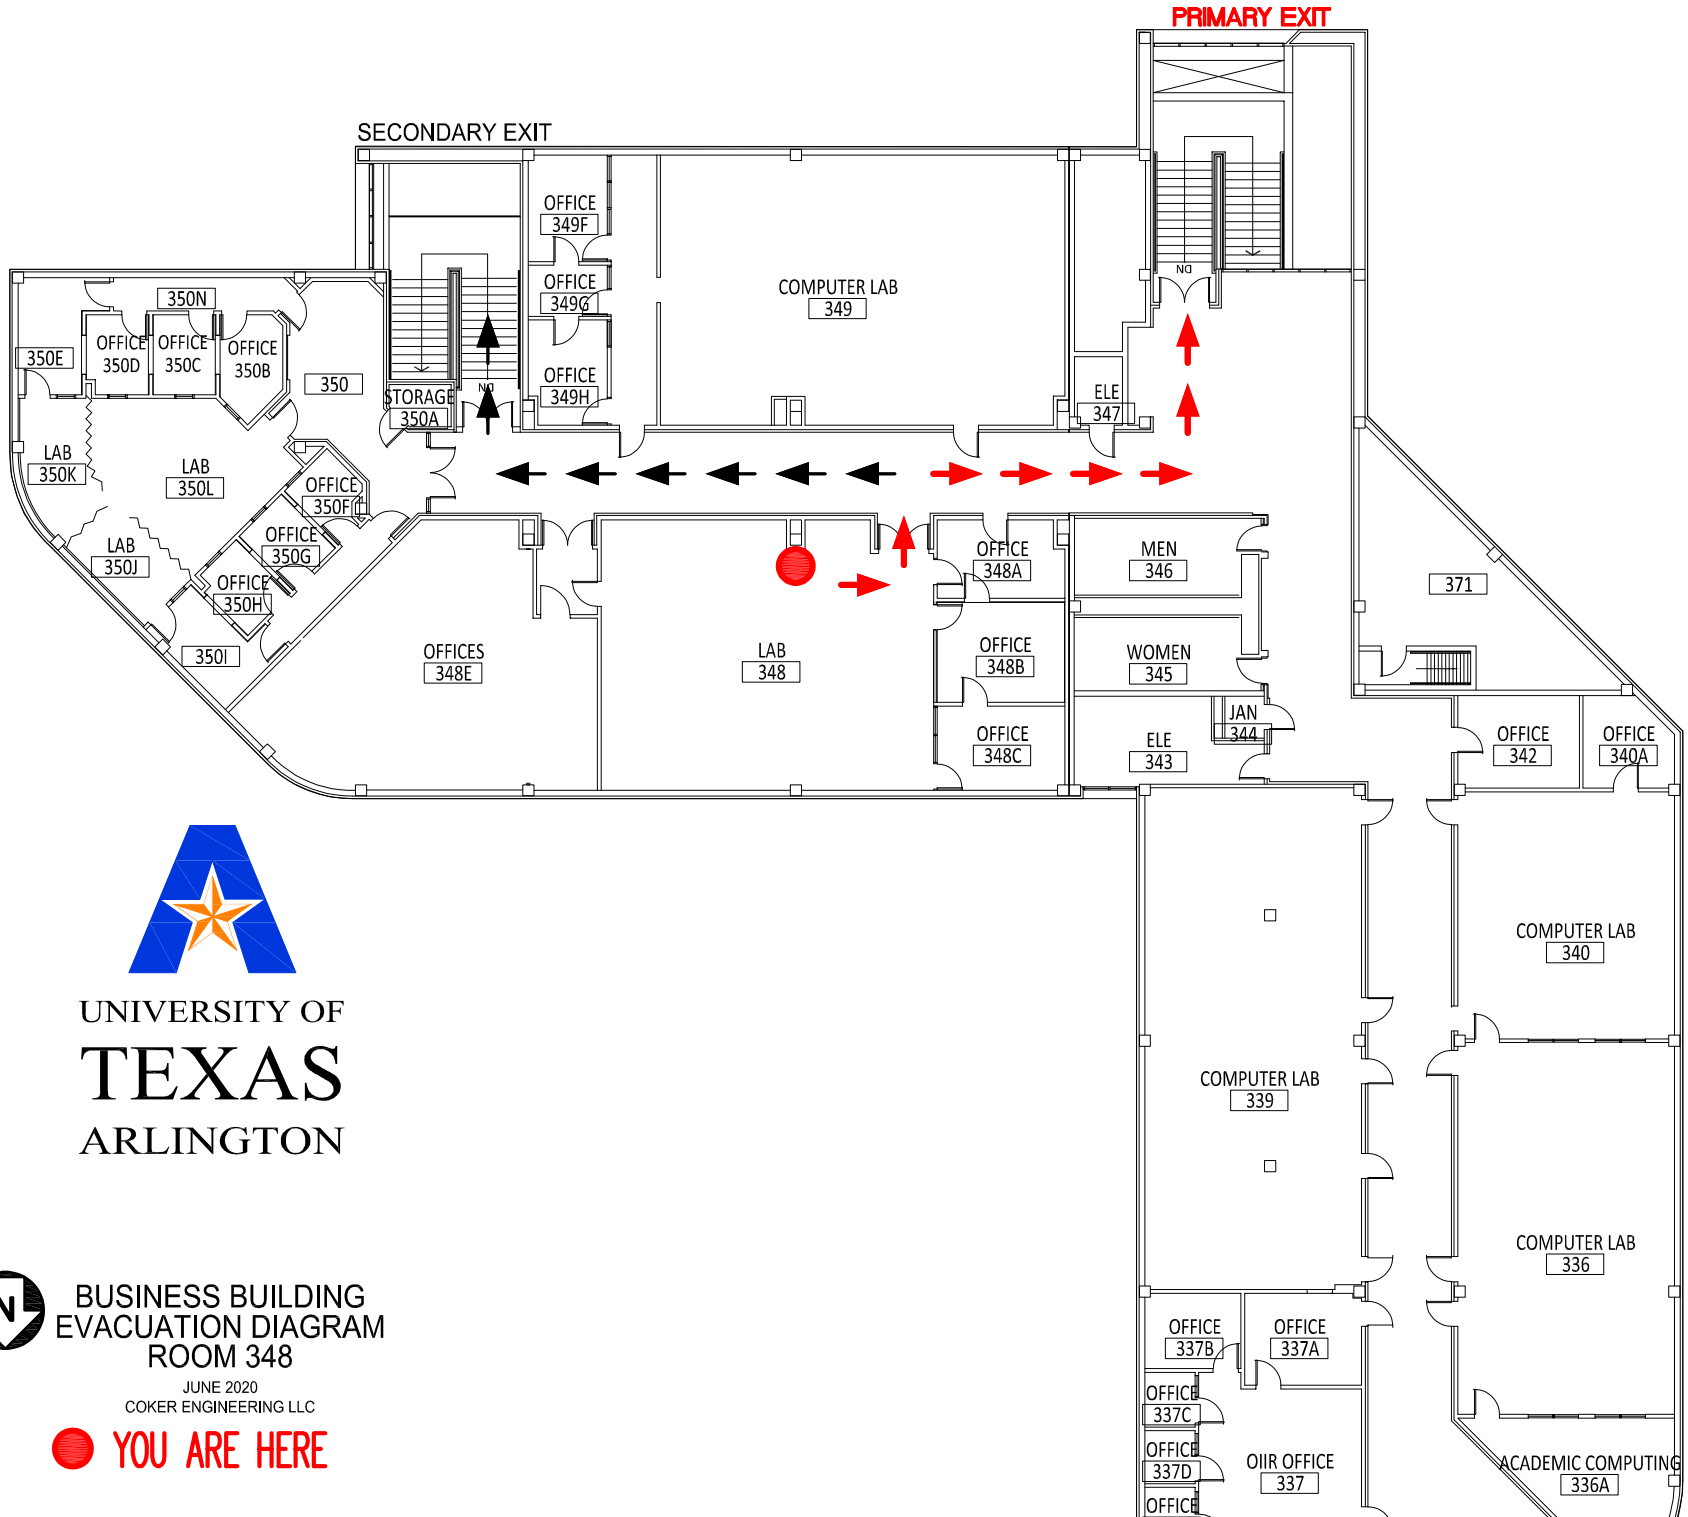 PRIMARY EXIT
SECONDARY EXIT
OFFICE
349F
OFFICE
349G
OFFICE
349H
COMPUTER LAB
349
DN
DN
ELE
347
350N
350E
OFFICE
350D
OFFICE
350C
OFFICE
350B
350
STORAGE
350A
LAB
350K
LAB
350L
OFFICE
350F
LAB
350J
OFFICE
350G
OFFICE
350H
350I
OFFICES
348E
LAB
348
OFFICE
348A
OFFICE
348B
OFFICE
348C
MEN
346
WOMEN
345
JAN
344
ELE
343
371
OFFICE
342
OFFICE
340A
COMPUTER LAB
340
COMPUTER LAB
339
COMPUTER LAB
336
OFFICE
337B
OFFICE
337A
OFFICE
337C
OFFICE
337D
OFFICE
OIIR OFFICE
337
ACADEMIC COMPUTING
336A
UNIVERSITY OF
TEXAS
ARLINGTON
N
BUSINESS BUILDING
EVACUATION DIAGRAM
ROOM 348
JUNE 2020
COKER ENGINEERING LLC
YOU ARE HERE